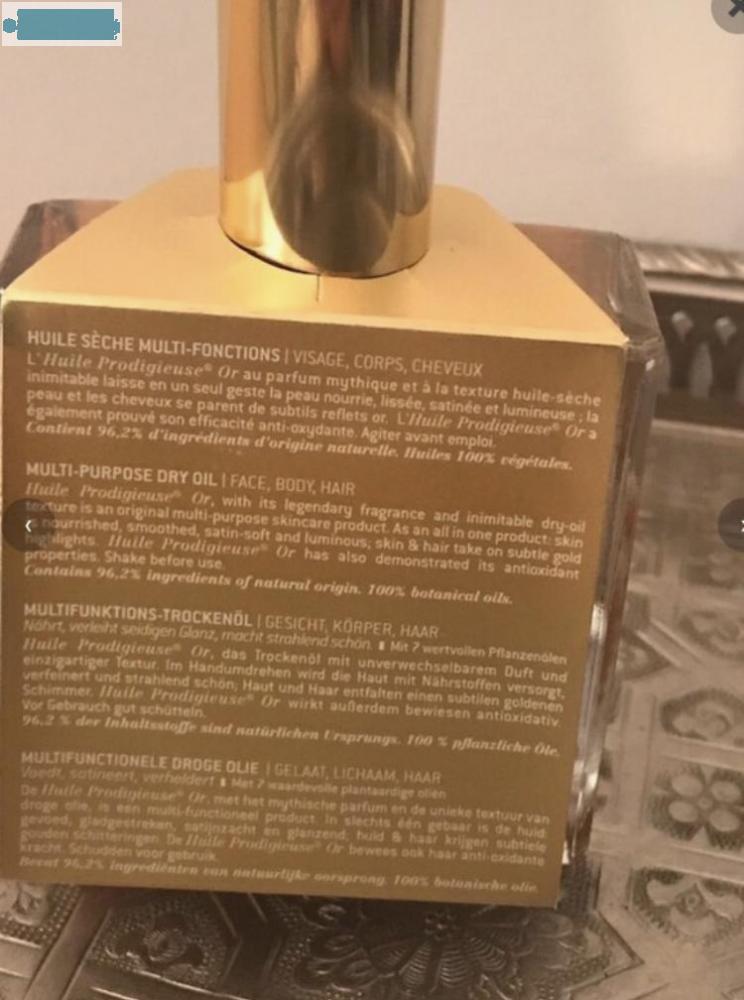 HUILE SÈCHE MULTI-FONCTIONS | VISAGE, CORPS, CHEVEUX
L'Huile Prodigieuse® Or au parfum mythique et à la texture huile-sèche
inimitable laisse en un seul geste la peau nourrie, lissée, satinée et lumineuse ; la
peau et les cheveux se parent de subtils reflets or. L'Huile Prodigieuse® Or a
également prouvé son efficacité anti-oxydante. Agiter avant emploi.
Contient 96,2% d'ingrédients d'origine naturelle. Huiles 100% végétales.
MULTI-PURPOSE DRY OIL | FACE, BODY, HAIR
Huile Prodigieuse® Or, with its legendary fragrance and inimitable dry-oil
texture is an original multi-purpose skincare product. As an all in one product: skin
is nourished, smoothed, satin-soft and luminous; skin & hair take on subtle gold
highlights. Huile Prodigieuse® Or has also demonstrated its antioxidant
properties. Shake before use.
Contains 96,2% ingredients of natural origin. 100% botanical oils.
MULTIFUNKTIONS-TROCKENÖL | GESICHT, KÖRPER, HAAR
Nährt, verleiht seidigen Glanz, macht strahlend schön. Mit 7 wertvollen Pflanzenölen
Huile Prodigieuse® Or, das Trockenöl mit unverwechselbarem Duft und
einzigartiger Textur. Im Handumdrehen wird die Haut mit Nährstoffen versorgt,
verfeinert und strahlend schön; Haut und Haar entfalten einen subtilen goldenen
Schimmer. Huile Prodigieuse® Or wirkt außerdem bewiesen antioxidativ.
Vor Gebrauch gut schütteln.
96,2 % der Inhaltsstoffe sind natürlichen Ursprungs. 100 % pflanzliche Öle.
MULTIFUNCTIONELE DROGE OLIE | GELAAT, LICHAAM, HAAR
Voedt, satineert, verheldert Met 7 waardevolle plantaardige oliën
De Huile Prodigieuse® Or, met het mythische parfum en de unieke textuur van
droge olie, is een multi-functioneel product. In slechts één gebaar is de huid
gevoed, gladgestreken, satijnzacht en glanzend; huid & haar krijgen subtiele
gouden schitteringen. De Huile Prodigieuse® Or bewees ook haar anti-oxidante
kracht. Schudden voor gebruik.
Bevat 96,2% ingrediënten van natuurlijke oorsprong. 100% botanische olie.